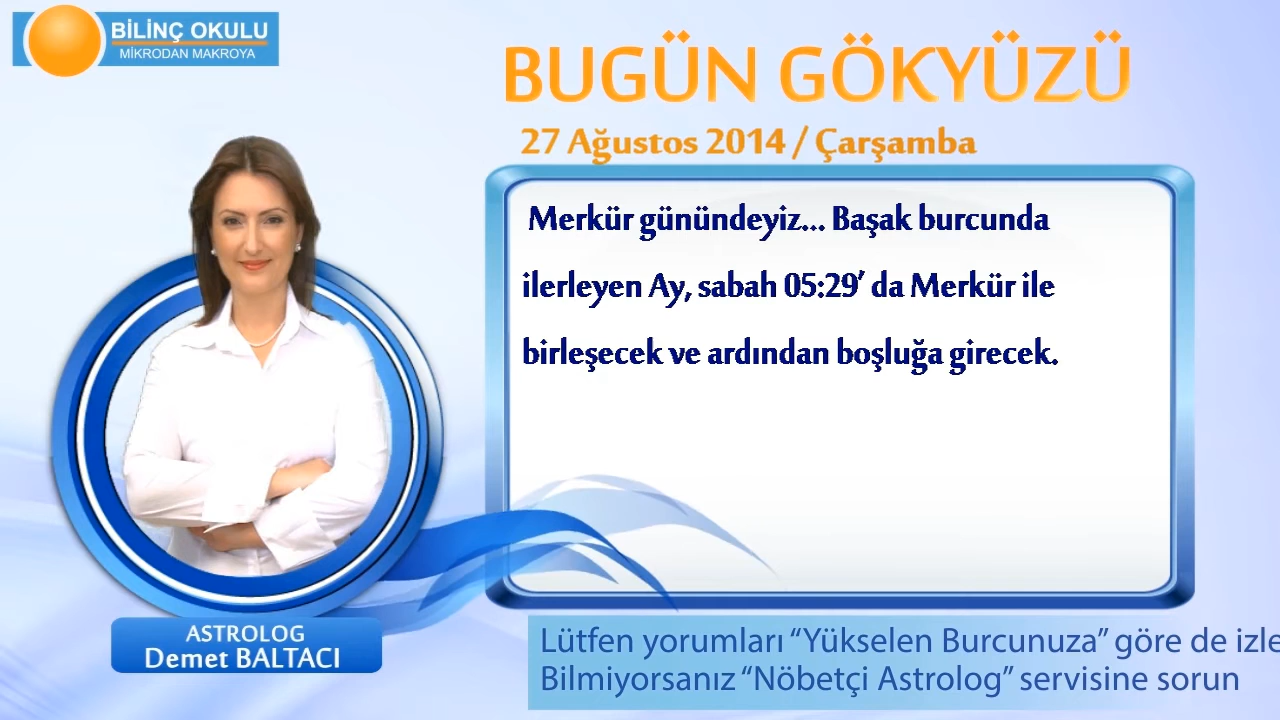 BİLİNÇ OKULU
MİKRODAN MAKROYA
BUGÜN GÖKYÜZÜ
27 Ağustos 2014 / Çarşamba
Merkür günündeyiz... Başak burcunda
ilerleyen Ay, sabah 05:29' da Merkür ile
birleşecek ve ardından boşluğa girecek.
ASTROLOG
Demet BALTACI
Lütfen yorumları “Yükselen Burcunuza” göre de izle
Bilmiyorsanız “Nöbetçi Astrolog” servisine sorun